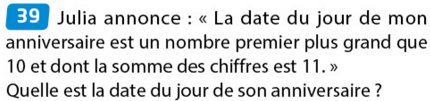 39 Julia annonce : « La date du jour de mon
anniversaire est un nombre premier plus grand que
10 et dont la somme des chiffres est 11. »
Quelle est la date du jour de son anniversaire ?